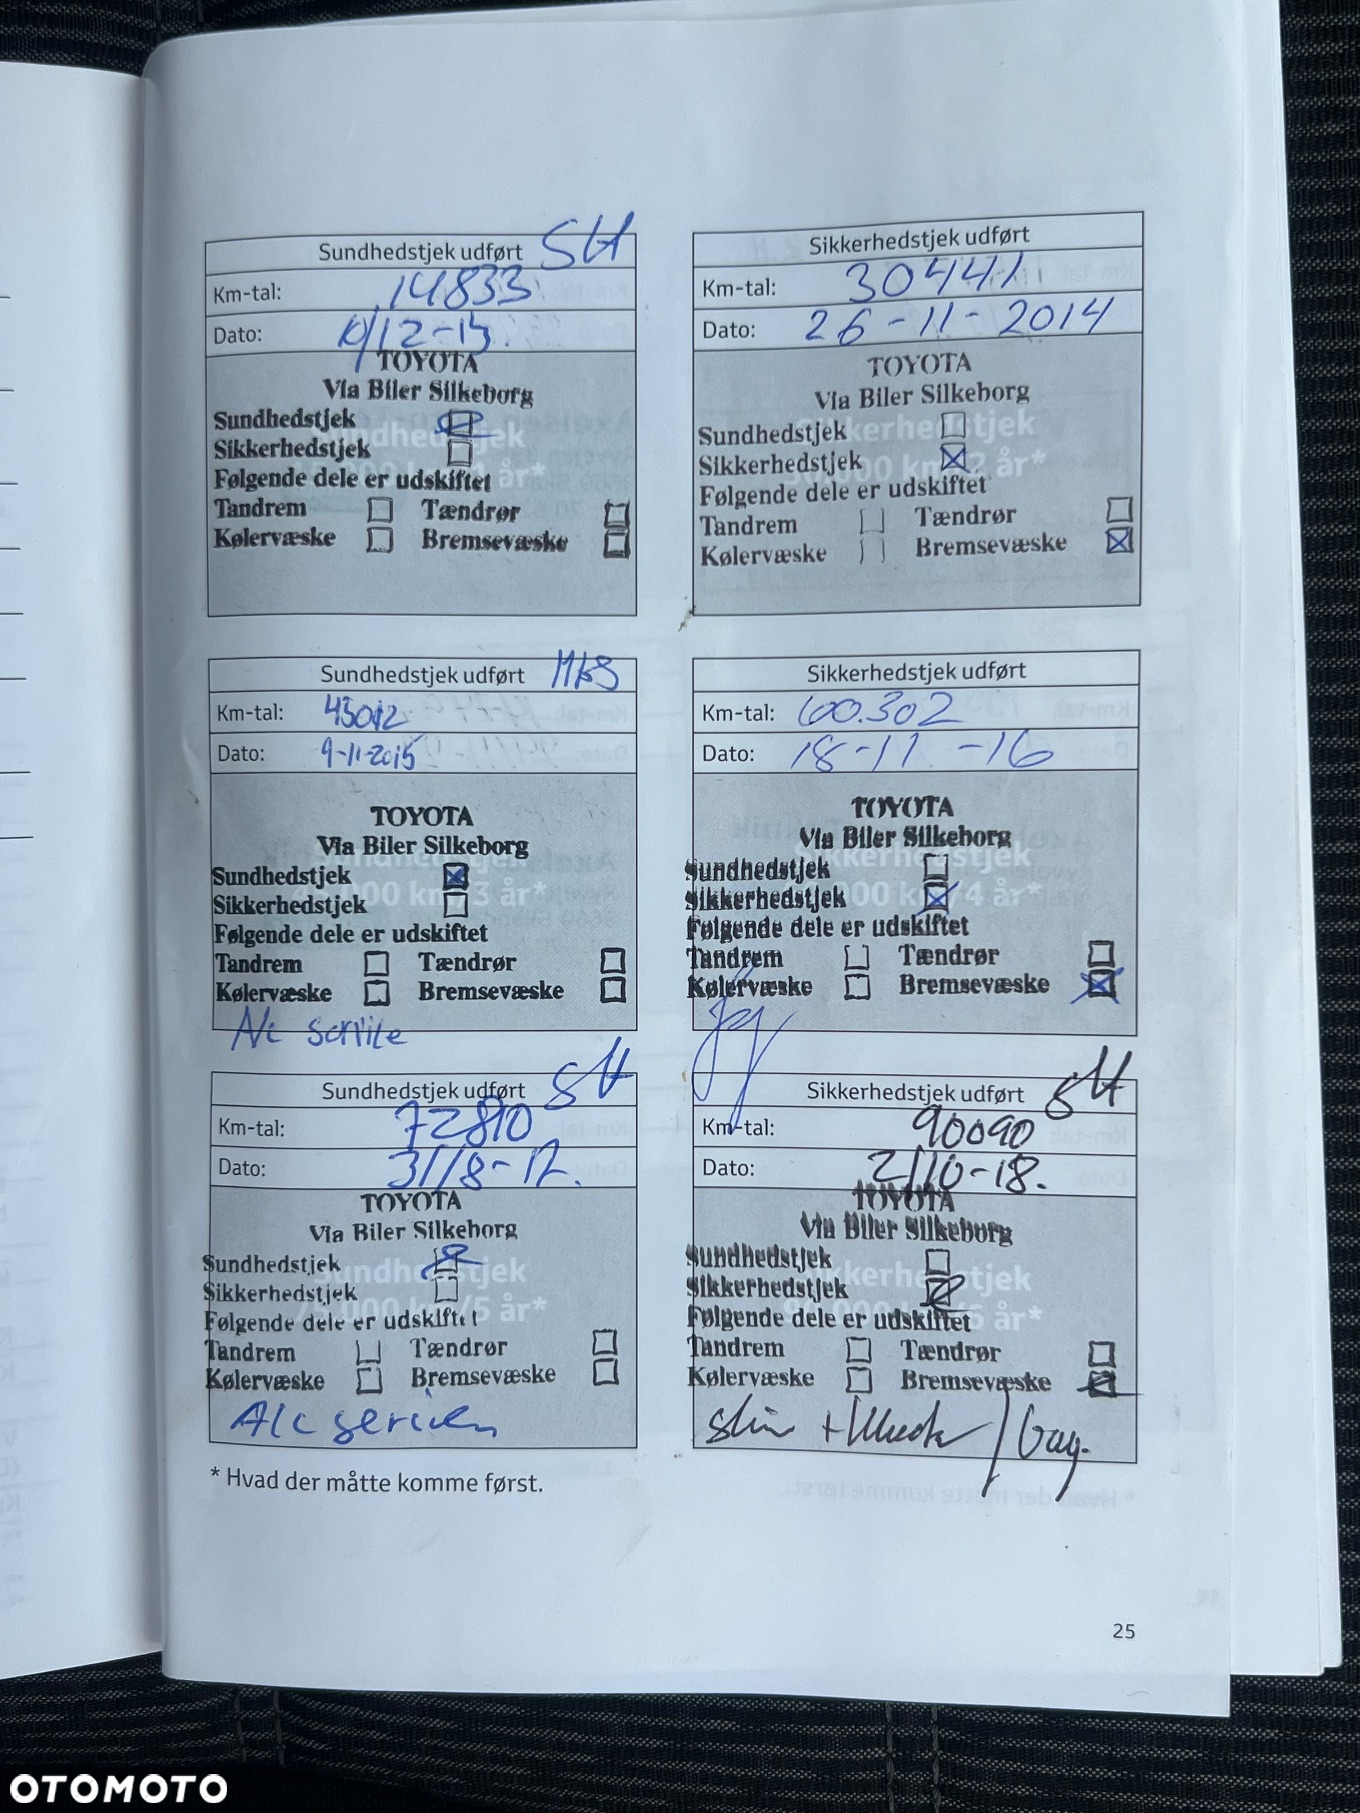 Sundhedstjek udført SH
Km-tal: 14833
Dato: 10/12-13.
TOYOTA
Via Biler Silkeborg
Sundhedstjek
Sikkerhedstjek
Følgende dele er udskiftet
Tandrem Tændrør
Kølervæske Bremsevæske
Sikkerhedstjek udført
Km-tal: 30441
Dato: 26-11-2014
TOYOTA
Via Biler Silkeborg
Sundhedstjek
Sikkerhedstjek
Følgende dele er udskiftet
Tandrem Tændrør
Kølervæske Bremsevæske
Sundhedstjek udført
Km-tal: 45012
Dato: 9-11-2015
TOYOTA
Via Biler Silkeborg
Sundhedstjek
Sikkerhedstjek
Følgende dele er udskiftet
Tandrem Tændrør
Kølervæske Bremsevæske
A/c service
Sikkerhedstjek udført
Km-tal: 60.302
Dato: 18-11-16
TOYOTA
Via Biler Silkeborg
Sundhedstjek
Sikkerhedstjek
Følgende dele er udskiftet
Tandrem Tændrør
Kølervæske Bremsevæske
Sundhedstjek udført SH
Km-tal: 72810
Dato: 31/8-17.
TOYOTA
Via Biler Silkeborg
Sundhedstjek
Sikkerhedstjek
Følgende dele er udskiftet
Tandrem Tændrør
Kølervæske Bremsevæske
A/c
Sikkerhedstjek udført SH
Km-tal: 90090
Dato: 2/10-18.
TOYOTA
Via Biler Silkeborg
Sundhedstjek
Sikkerhedstjek
Følgende dele er udskiftet
Tandrem Tændrør
Kølervæske Bremsevæske
* Hvad der måtte komme først.
25
OTOMOTO